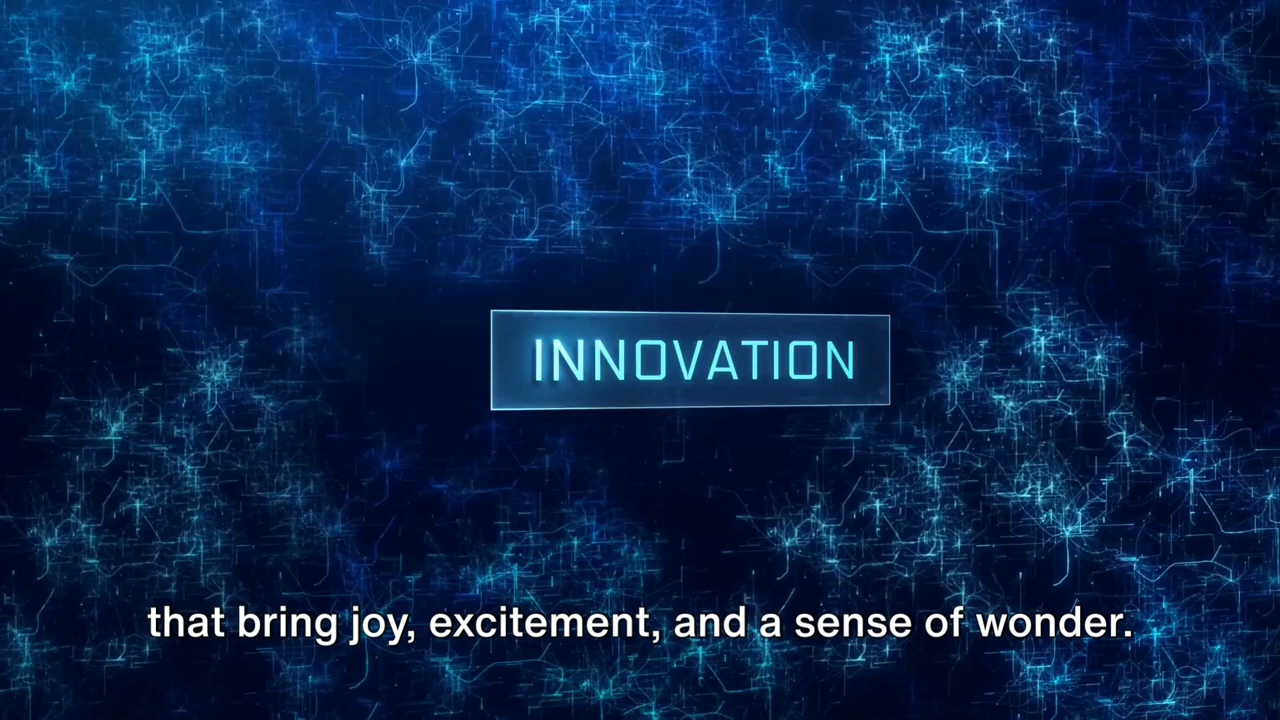 INNOVATION
that bring joy, excitement, and a sense of wonder.